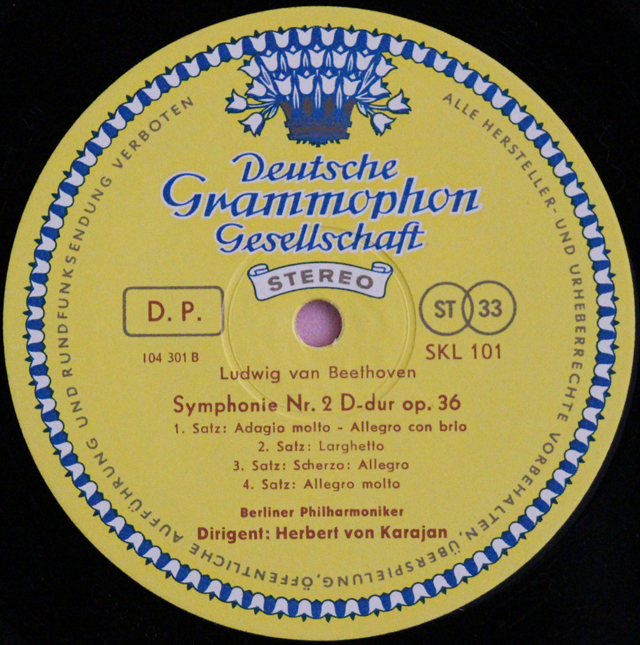 Deutsche
Grammophon
Gesellschaft
STEREO
D. P.
ST 33
104 301 B
SKL 101
Ludwig van Beethoven
Symphonie Nr. 2 D-dur op. 36
1. Satz: Adagio molto - Allegro con brio
2. Satz: Larghetto
3. Satz: Scherzo: Allegro
4. Satz: Allegro molto
Berliner Philharmoniker
Dirigent: Herbert von Karajan
ALLE HERSTELLER- UND URHEBERRECHTE VORBEHALTEN, ÜBERSPIELUNG, ÖFFENTLICHE AUFFÜHRUNG UND RUNDFUNKSENDUNG VERBOTEN